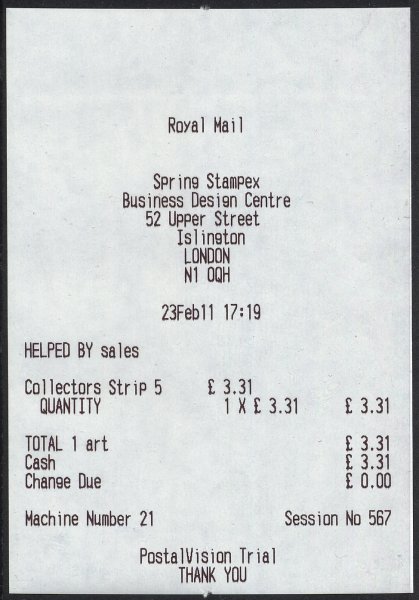 Royal Mail
Spring Stampex
Business Design Centre
52 Upper Street
Islington
LONDON
N1 0QH
23Feb11 17:19
HELPED BY sales
Collectors Strip 5 £ 3.31
QUANTITY 1 X £ 3.31 £ 3.31
TOTAL 1 art £ 3.31
Cash £ 3.31
Change Due £ 0.00
Machine Number 21 Session No 567
PostalVision Trial
THANK YOU